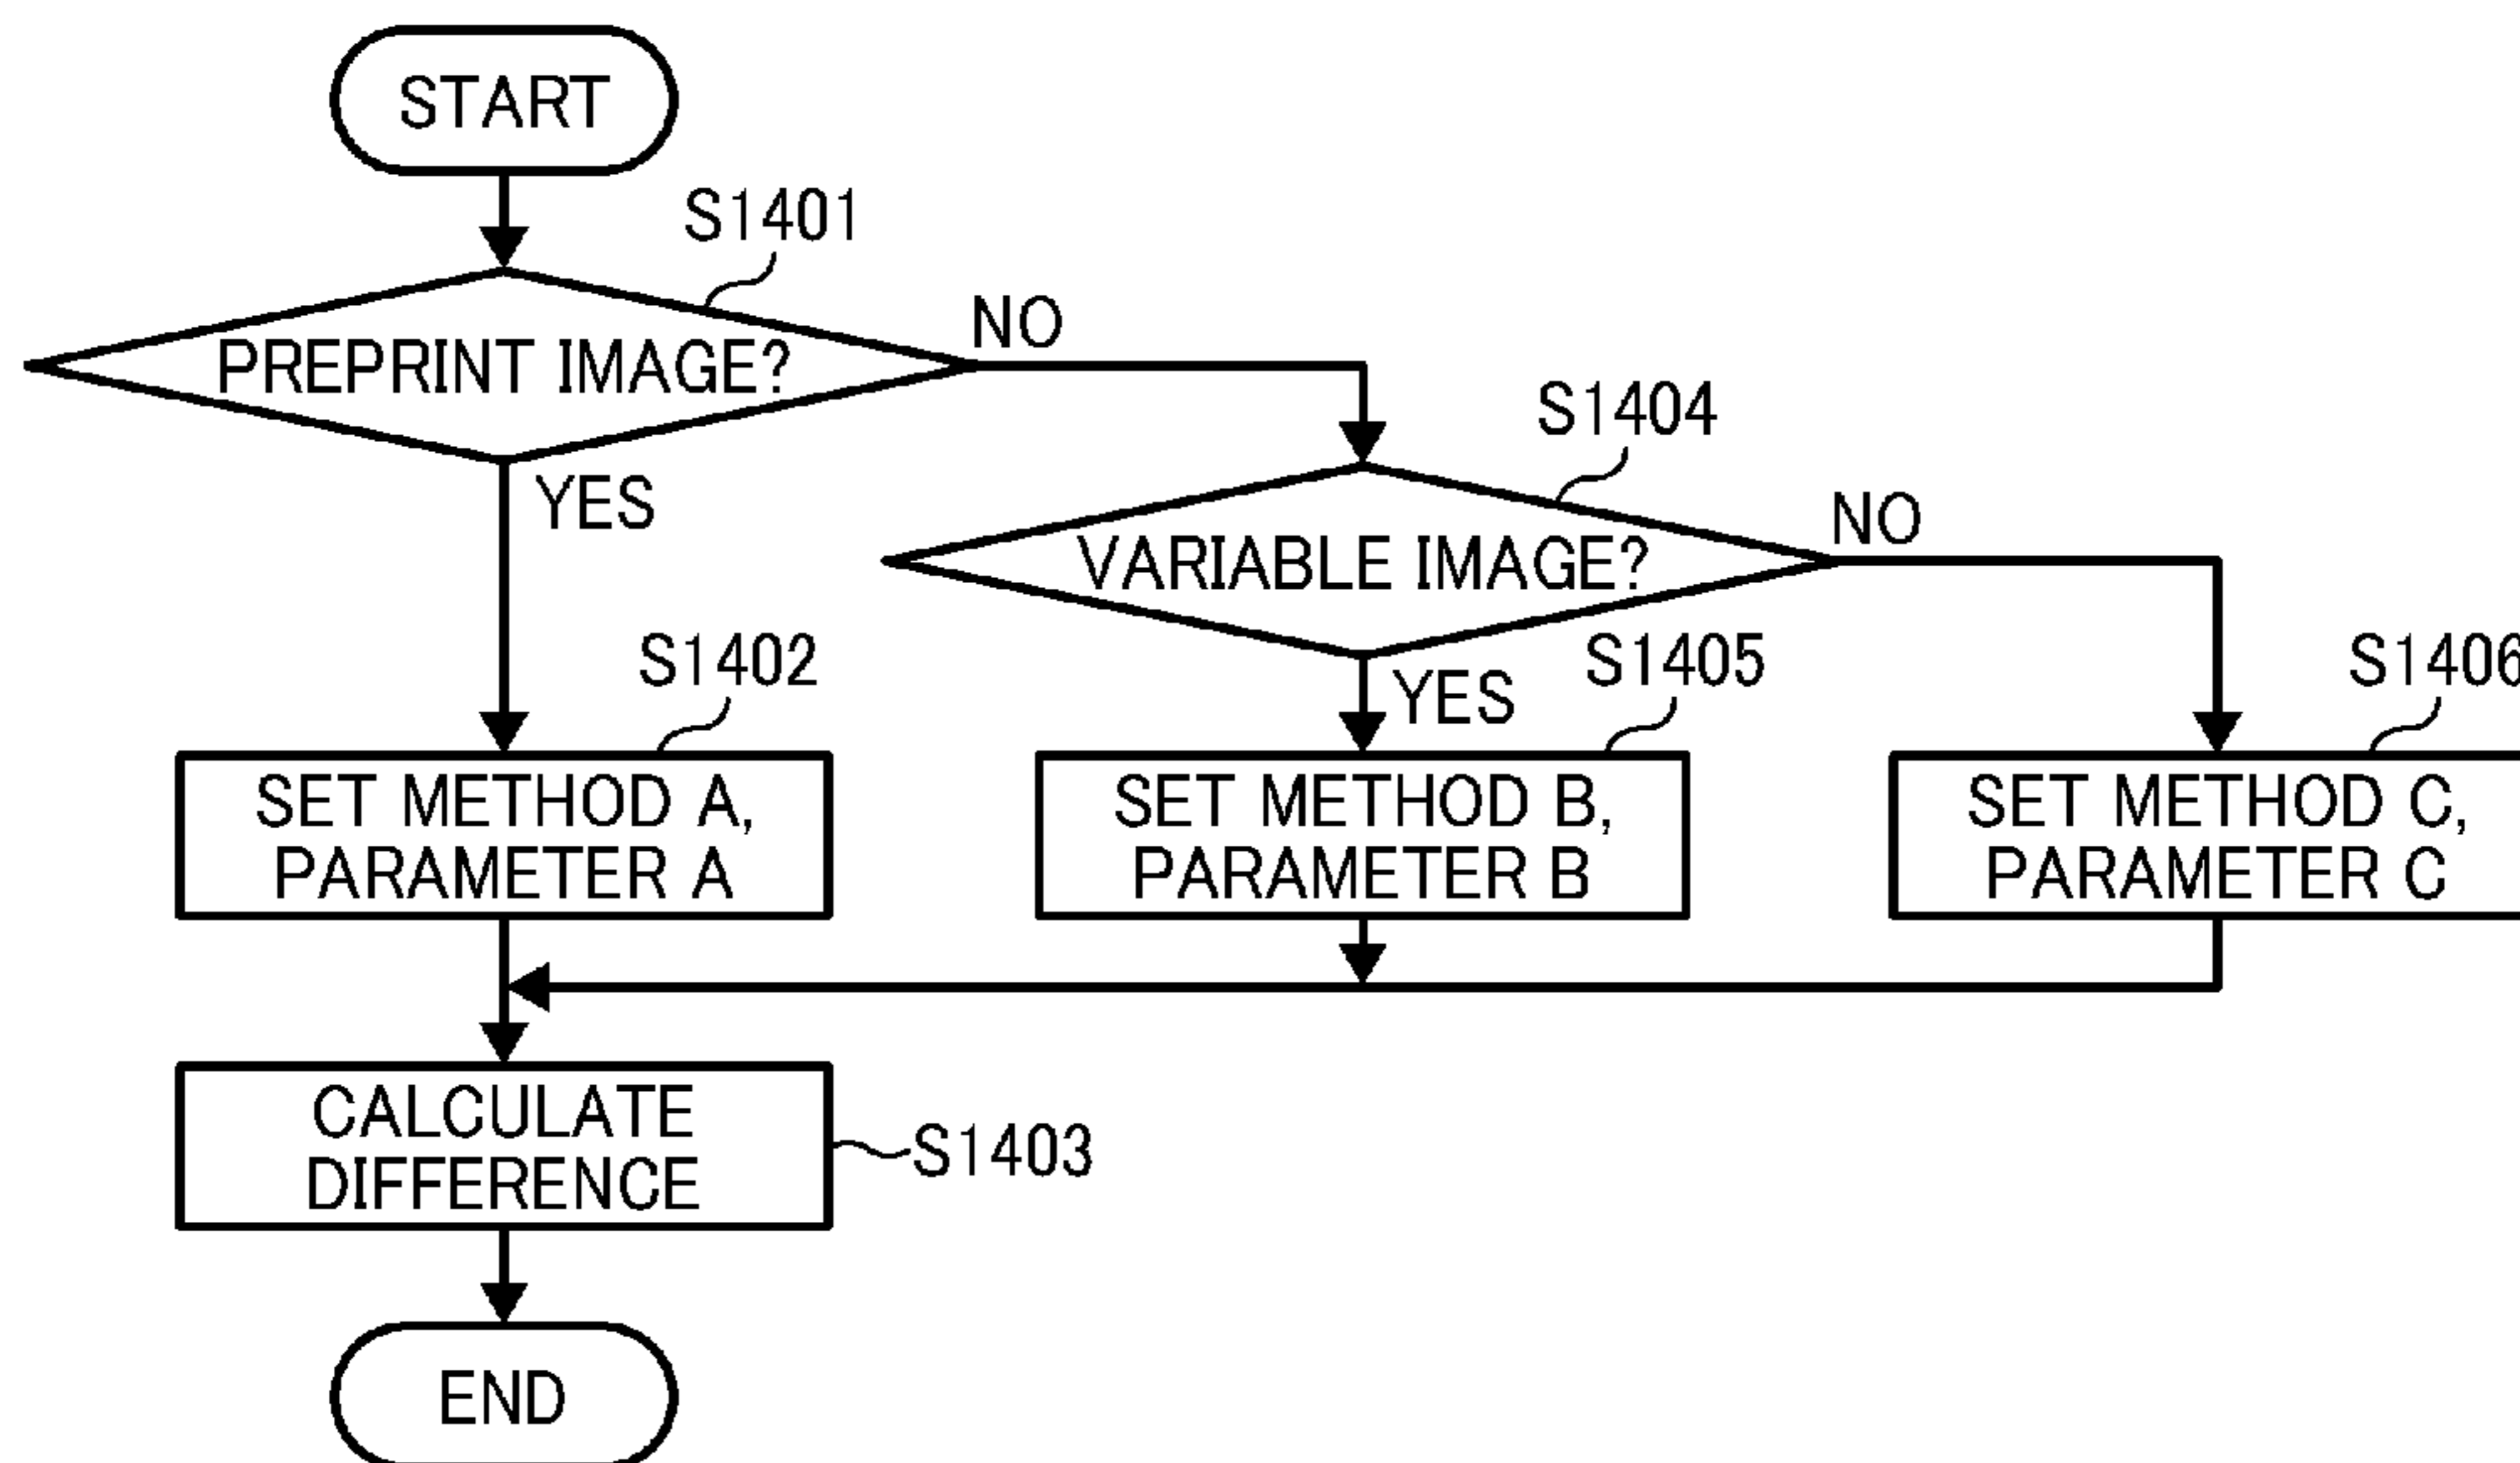 START
S1401
PREPRINT IMAGE?
NO
YES
S1404
VARIABLE IMAGE?
NO
YES
S1402
SET METHOD A,
PARAMETER A
S1405
SET METHOD B,
PARAMETER B
S1406
SET METHOD C,
PARAMETER C
CALCULATE
DIFFERENCE
S1403
END